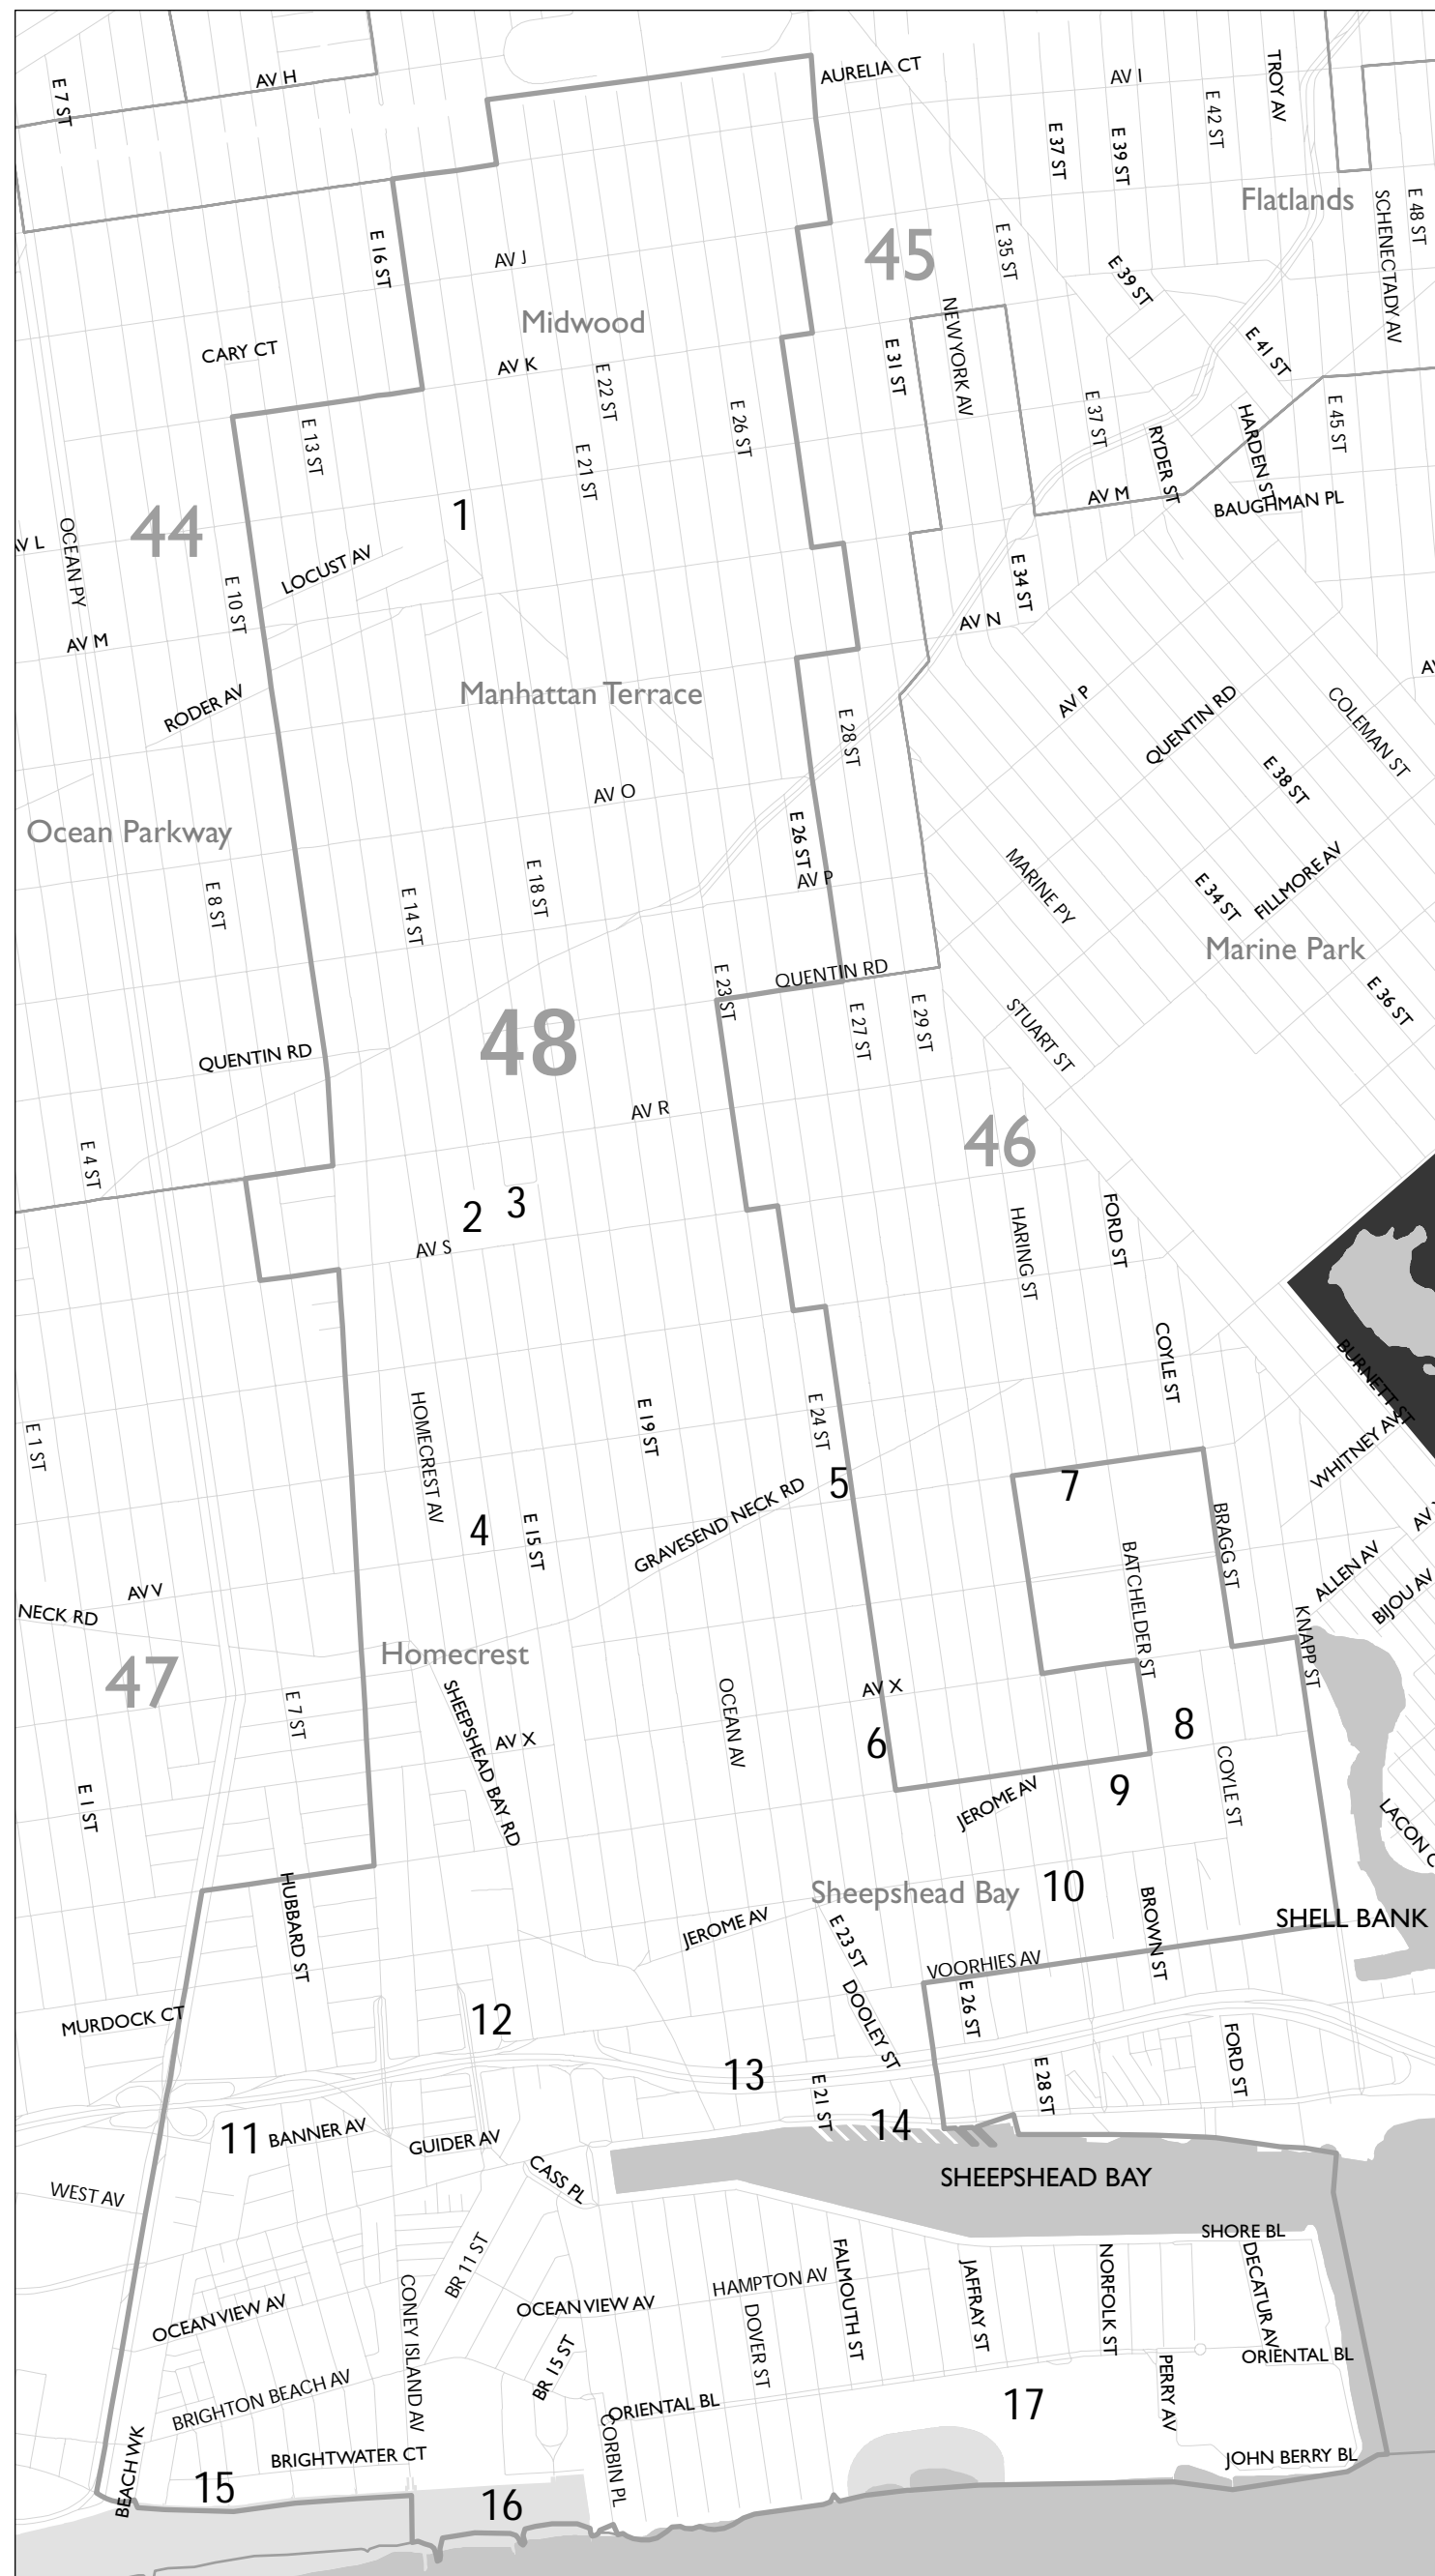 AURELIA CT
AV H
AV I
TROY AV
E 7 ST
E 42 ST
E 37 ST
E 39 ST
Flatlands
SCHENECTADY AV
E 48 ST
E 16 ST
AV J
45
E 35 ST
E 39 ST
Midwood
NEW YORK AV
CARY CT
AV K
E 31 ST
E 41 ST
E 22 ST
E 26 ST
E 37 ST
E 45 ST
E 13 ST
RYDER ST
HARDEN ST
E 21 ST
AV M
BAUGHMAN PL
1
44
OCEAN PY
AV L
LOCUST AV
E 34 ST
E 10 ST
AV N
AV M
Manhattan Terrace
RODER AV
AV P
QUENTIN RD
COLEMAN ST
E 28 ST
AV O
E 38 ST
Ocean Parkway
E 26 ST
AV P
MARINE PY
FILLMORE AV
E 34 ST
E 8 ST
E 14 ST
E 18 ST
Marine Park
E 23 ST
QUENTIN RD
E 36 ST
48
E 27 ST
E 29 ST
STUART ST
QUENTIN RD
AV R
46
E 4 ST
2
3
AV S
HARING ST
FORD ST
COYLE ST
BURNETT ST
E 1 ST
HOMECREST AV
E 19 ST
E 24 ST
WHITNEY AV
5
7
GRAVESEND NECK RD
4
E 15 ST
BRAGG ST
BATCHELDER ST
ALLEN AV
BIJOU AV
AV V
NECK RD
KNAPP ST
Homecrest
47
SHEEPSHEAD BAY RD
OCEAN AV
AV X
E 7 ST
AV X
6
8
COYLE ST
E 1 ST
JEROME AV
9
LACON C
HUBBARD ST
Sheepshead Bay
10
BROWN ST
SHELL BANK
JEROME AV
E 23 ST
VOORHIES AV
DOOLEY ST
E 26 ST
MURDOCK CT
12
FORD ST
13
E 28 ST
E 21 ST
14
11
BANNER AV
GUIDER AV
CASS PL
SHEEPSHEAD BAY
WEST AV
SHORE BL
BR 11 ST
FALMOUTH ST
JAFFRAY ST
NORFOLK ST
DECATUR AV
HAMPTON AV
OCEAN VIEW AV
OCEAN VIEW AV
CONEY ISLAND AV
DOVER ST
BR 15 ST
ORIENTAL BL
PERRY AV
BRIGHTON BEACH AV
ORIENTAL BL
17
CORBIN PL
BRIGHTWATER CT
JOHN BERRY BL
BEACH WK
15
16